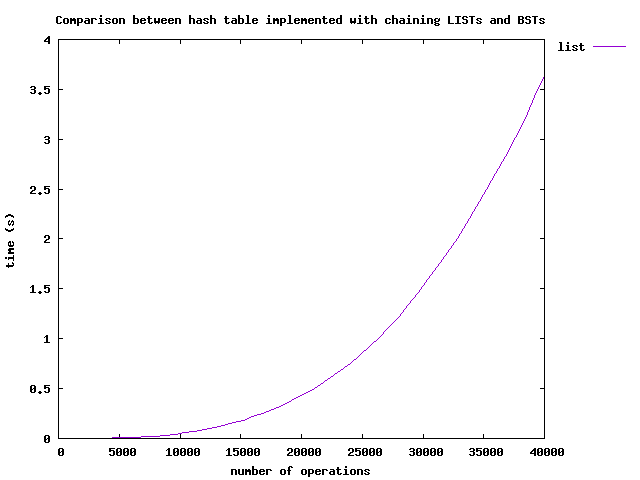 Comparison between hash table implemented with chaining LISTs and BSTs
list
4
3.5
3
2.5
2
1.5
1
0.5
0
time (s)
0 5000 10000 15000 20000 25000 30000 35000 40000
number of operations